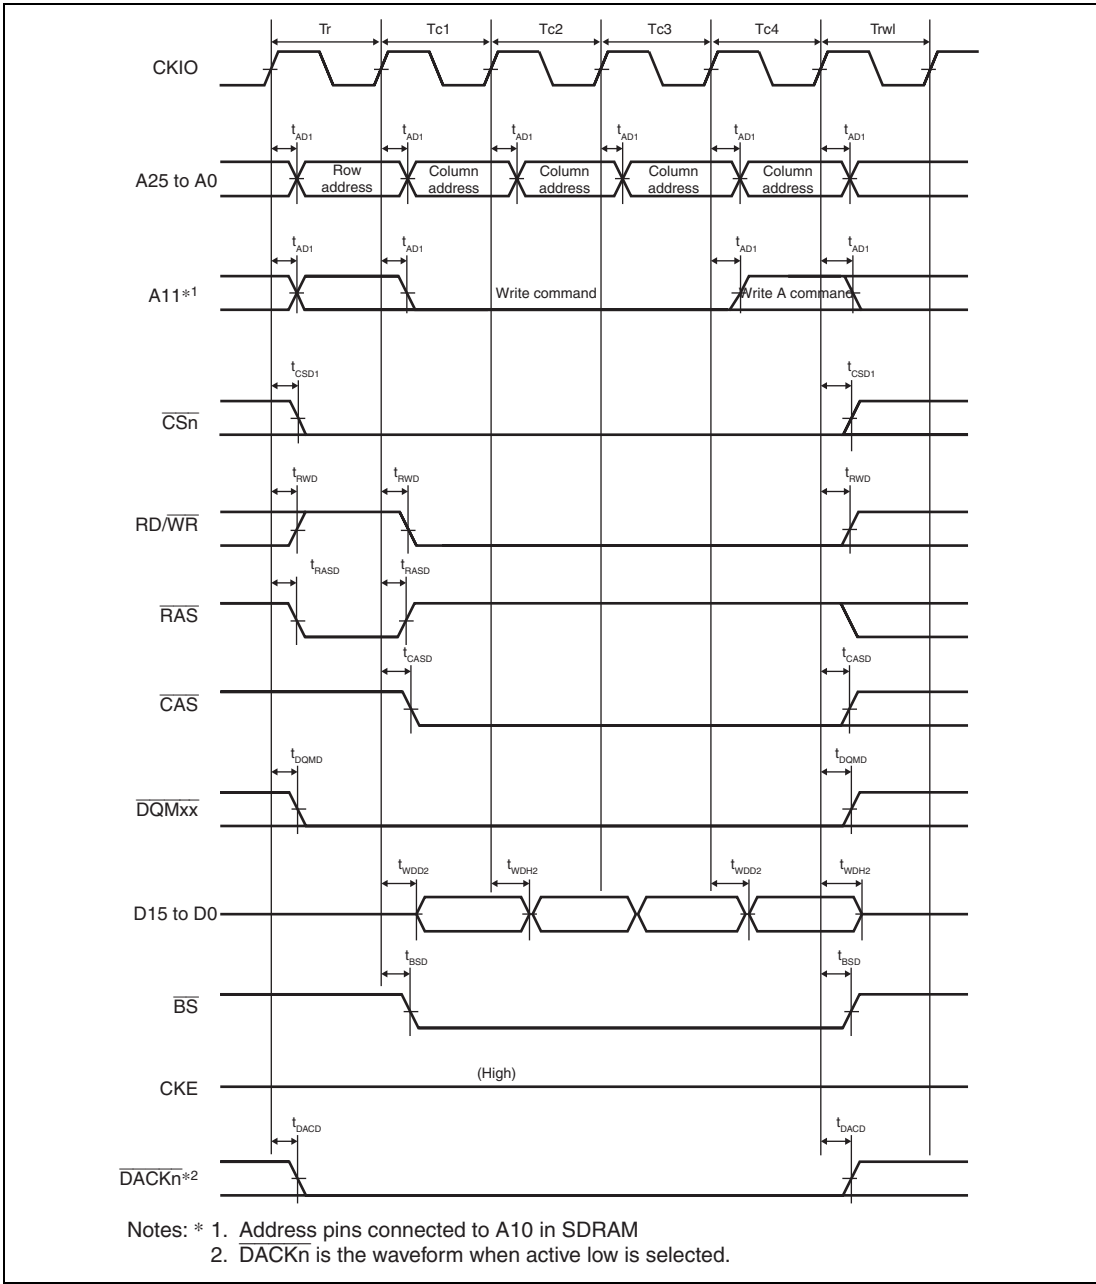 Tr Tc1 Tc2 Tc3 Tc4 Trwl
CKIO
tAD1 tAD1 tAD1 tAD1 tAD1 tAD1
A25 to A0
Row address
Column address
Column address
Column address
Column address
tAD1 tAD1 tAD1 tAD1
A11*1
Write command
Write A command
tCSD1 tCSD1
CSn
tRWD tRWD tRWD
RD/WR
tRASD tRASD
RAS
tCASD tCASD
CAS
tDQMD tDQMD
DQMxx
tWDD2 tWDH2 tWDD2 tWDH2
D15 to D0
tBSD tBSD
BS
(High)
CKE
tDACD tDACD
DACKn*2
Notes: * 1. Address pins connected to A10 in SDRAM
2. DACKn is the waveform when active low is selected.